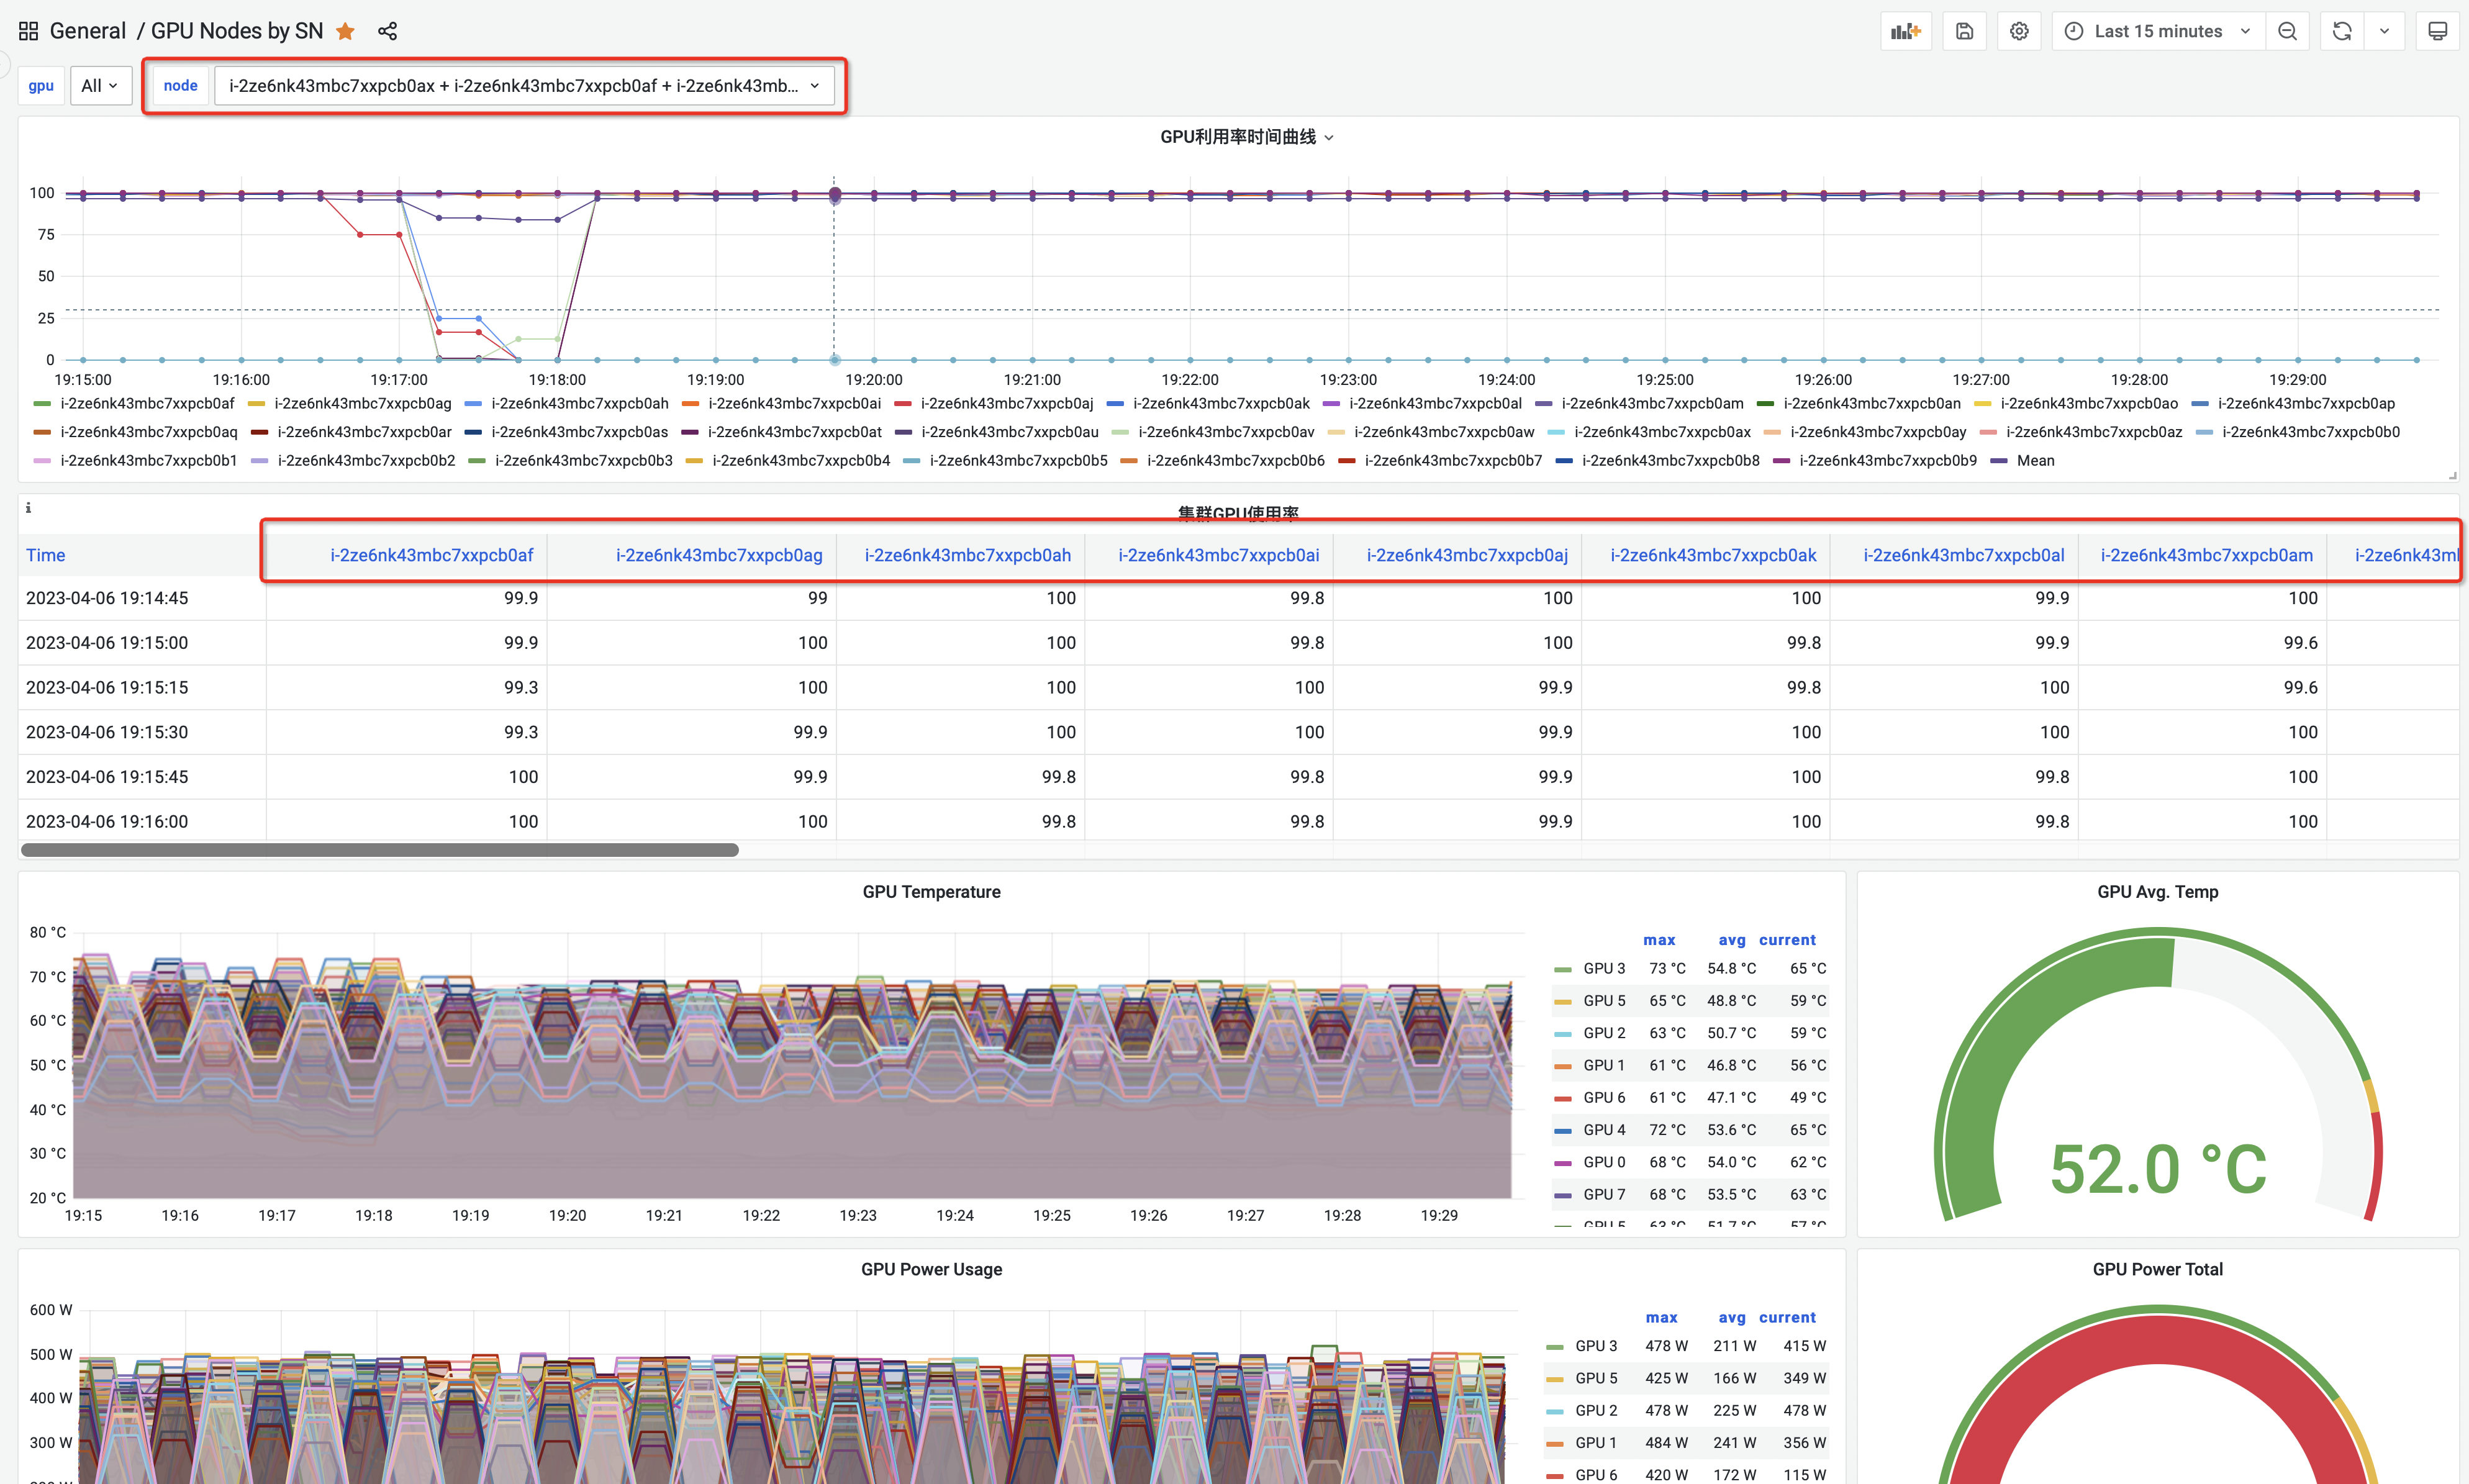 General / GPU Nodes by SN
Last 15 minutes
gpu All node i-2ze6nk43mbc7xxpcb0ax + i-2ze6nk43mbc7xxpcb0af + i-2ze6nk43mb...
GPU利用率时间曲线
100
75
50
25
0
19:15:00 19:16:00 19:17:00 19:18:00 19:19:00 19:20:00 19:21:00 19:22:00 19:23:00 19:24:00 19:25:00 19:26:00 19:27:00 19:28:00 19:29:00
i-2ze6nk43mbc7xxpcb0af i-2ze6nk43mbc7xxpcb0ag i-2ze6nk43mbc7xxpcb0ah i-2ze6nk43mbc7xxpcb0ai i-2ze6nk43mbc7xxpcb0aj i-2ze6nk43mbc7xxpcb0ak i-2ze6nk43mbc7xxpcb0al i-2ze6nk43mbc7xxpcb0am i-2ze6nk43mbc7xxpcb0an i-2ze6nk43mbc7xxpcb0ao i-2ze6nk43mbc7xxpcb0ap
i-2ze6nk43mbc7xxpcb0aq i-2ze6nk43mbc7xxpcb0ar i-2ze6nk43mbc7xxpcb0as i-2ze6nk43mbc7xxpcb0at i-2ze6nk43mbc7xxpcb0au i-2ze6nk43mbc7xxpcb0av i-2ze6nk43mbc7xxpcb0aw i-2ze6nk43mbc7xxpcb0ax i-2ze6nk43mbc7xxpcb0ay i-2ze6nk43mbc7xxpcb0az i-2ze6nk43mbc7xxpcb0b0
i-2ze6nk43mbc7xxpcb0b1 i-2ze6nk43mbc7xxpcb0b2 i-2ze6nk43mbc7xxpcb0b3 i-2ze6nk43mbc7xxpcb0b4 i-2ze6nk43mbc7xxpcb0b5 i-2ze6nk43mbc7xxpcb0b6 i-2ze6nk43mbc7xxpcb0b7 i-2ze6nk43mbc7xxpcb0b8 i-2ze6nk43mbc7xxpcb0b9 Mean
i
集群GPU使用率
Time i-2ze6nk43mbc7xxpcb0af i-2ze6nk43mbc7xxpcb0ag i-2ze6nk43mbc7xxpcb0ah i-2ze6nk43mbc7xxpcb0ai i-2ze6nk43mbc7xxpcb0aj i-2ze6nk43mbc7xxpcb0ak i-2ze6nk43mbc7xxpcb0al i-2ze6nk43mbc7xxpcb0am
2023-04-06 19:14:45 99.9 99 100 99.8 100 100 99.9 100
2023-04-06 19:15:00 99.9 100 100 99.8 100 99.8 99.9 99.6
2023-04-06 19:15:15 99.3 100 100 100 99.9 99.8 100 99.6
2023-04-06 19:15:30 99.3 99.9 100 100 99.9 100 100 100
2023-04-06 19:15:45 100 99.9 99.8 99.8 99.9 100 99.8 100
2023-04-06 19:16:00 100 100 99.8 99.8 99.9 100 99.8 100
GPU Temperature
80 °C
70 °C
60 °C
50 °C
40 °C
30 °C
20 °C
19:15 19:16 19:17 19:18 19:19 19:20 19:21 19:22 19:23 19:24 19:25 19:26 19:27 19:28 19:29
max avg current
GPU 3 73 °C 54.8 °C 65 °C
GPU 5 65 °C 48.8 °C 59 °C
GPU 2 63 °C 50.7 °C 59 °C
GPU 1 61 °C 46.8 °C 56 °C
GPU 6 61 °C 47.1 °C 49 °C
GPU 4 72 °C 53.6 °C 65 °C
GPU 0 68 °C 54.0 °C 62 °C
GPU 7 68 °C 53.5 °C 63 °C
GPU 5 63 °C 51.7 °C 57 °C
GPU Avg. Temp
52.0 °C
GPU Power Usage
600 W
500 W
400 W
300 W
max avg current
GPU 3 478 W 211 W 415 W
GPU 5 425 W 166 W 349 W
GPU 2 478 W 225 W 478 W
GPU 1 484 W 241 W 356 W
GPU 6 420 W 172 W 115 W
GPU Power Total